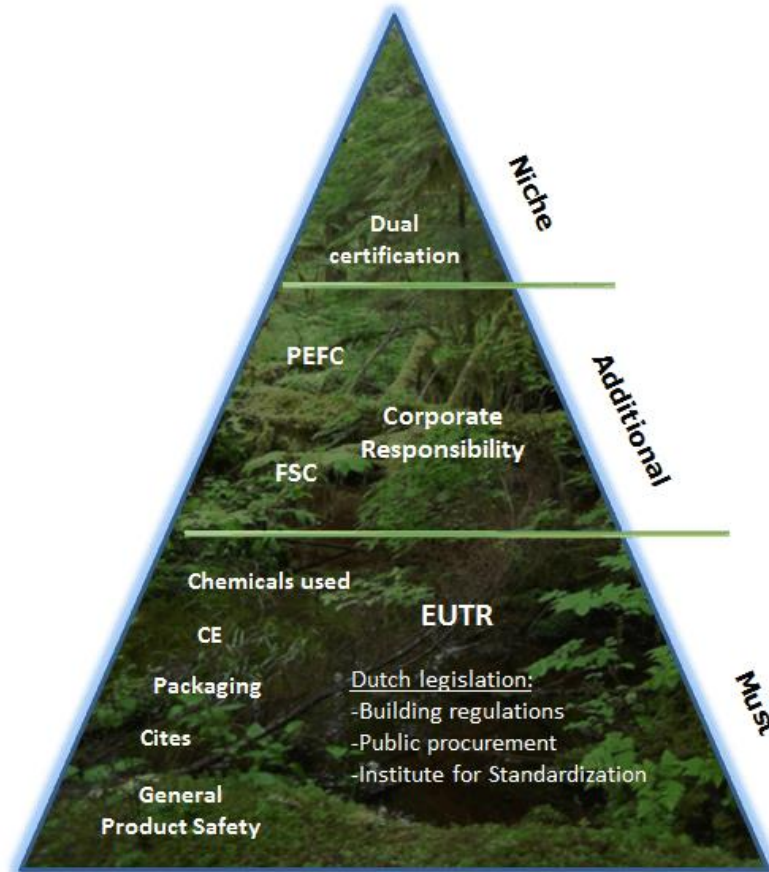 Niche
Dual
certification
Additional
PEFC
Corporate
Responsibility
FSC
Must
Chemicals used
EUTR
CE
Packaging
Dutch legislation:
-Building regulations
-Public procurement
-Institute for Standardization
Cites
General
Product Safety